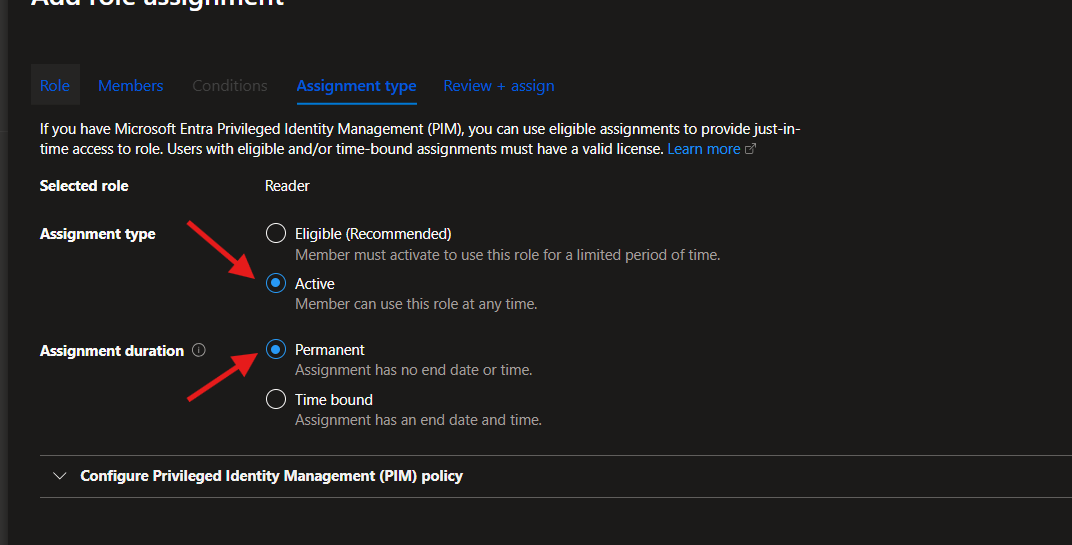 Add role assignment
Role Members Conditions Assignment type Review + assign
If you have Microsoft Entra Privileged Identity Management (PIM), you can use eligible assignments to provide just-in-
time access to role. Users with eligible and/or time-bound assignments must have a valid license. Learn more
Selected role Reader
Assignment type Eligible (Recommended)
Member must activate to use this role for a limited period of time.
Active
Member can use this role at any time.
Assignment duration Permanent
Assignment has no end date or time.
Time bound
Assignment has an end date and time.
Configure Privileged Identity Management (PIM) policy